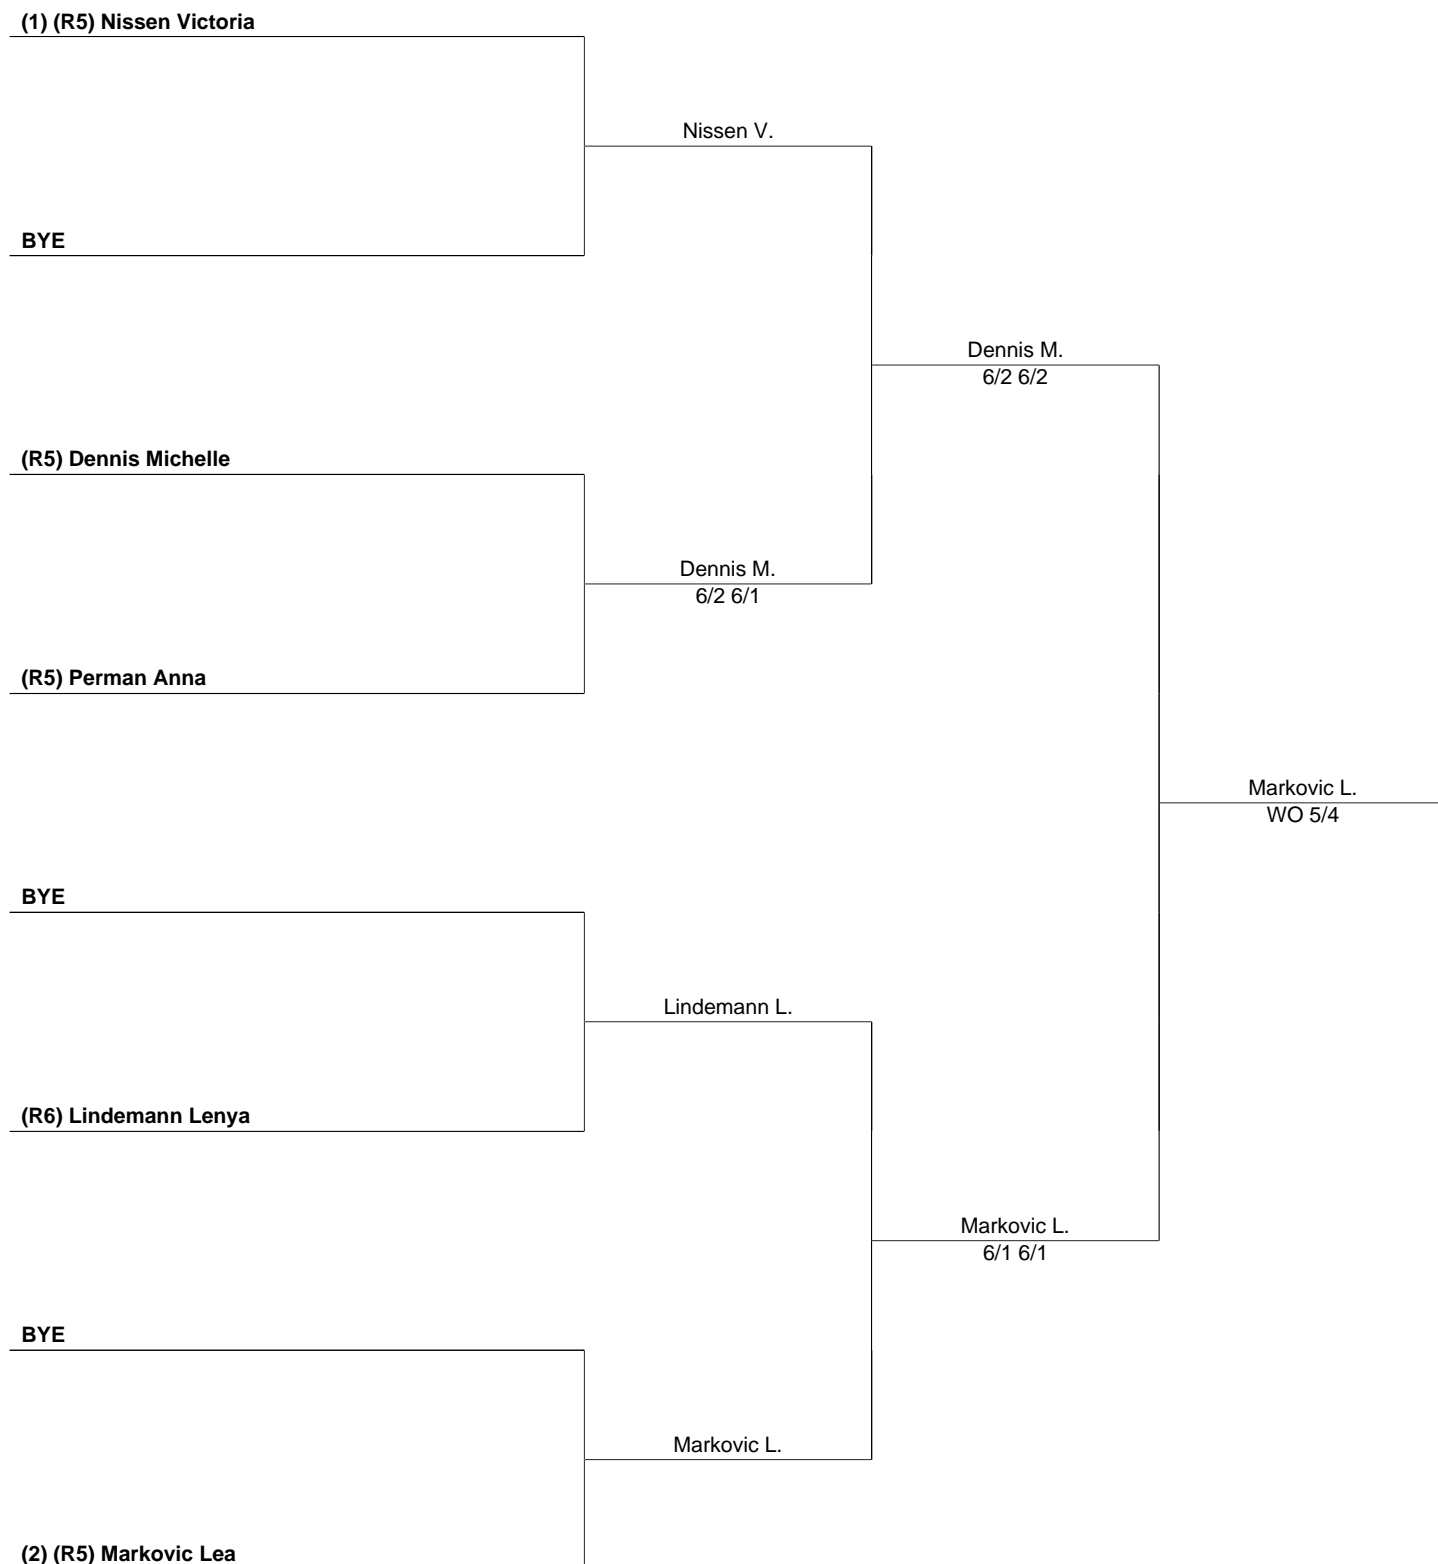 (1) (R5) Nissen Victoria
Nissen V.
BYE
Dennis M.
6/2 6/2
(R5) Dennis Michelle
Dennis M.
6/2 6/1
(R5) Perman Anna
Markovic L.
WO 5/4
BYE
Lindemann L.
(R6) Lindemann Lenya
Markovic L.
6/1 6/1
BYE
Markovic L.
(2) (R5) Markovic Lea